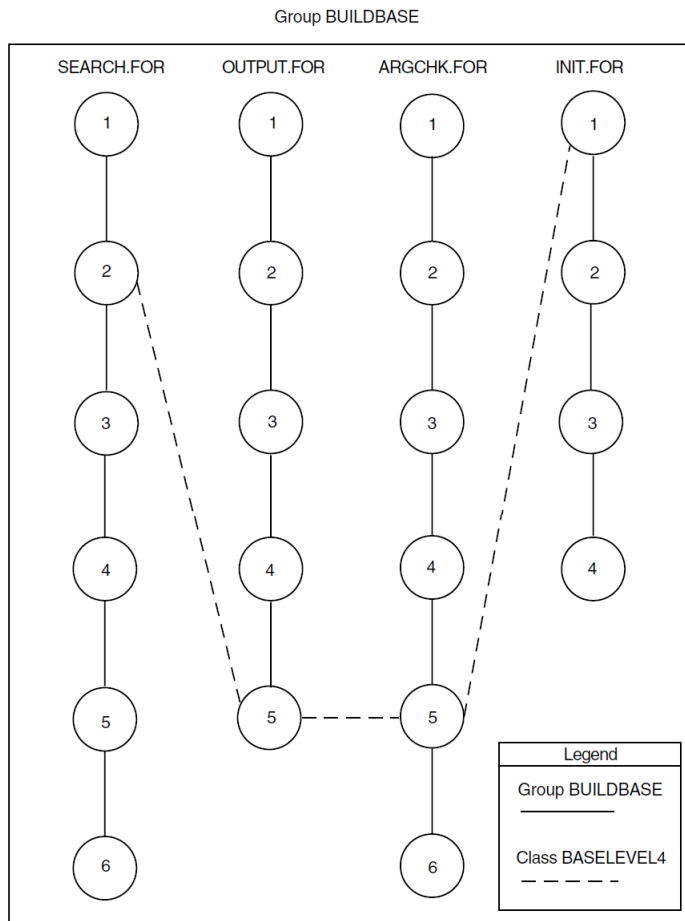 Group BUILDBASE
SEARCH.FOR OUTPUT.FOR ARGCHK.FOR INIT.FOR
1 1 1 1
2 2 2 2
3 3 3 3
4 4 4 4
5 5 5
6 6
Legend
Group BUILDBASE
Class BASELEVEL4